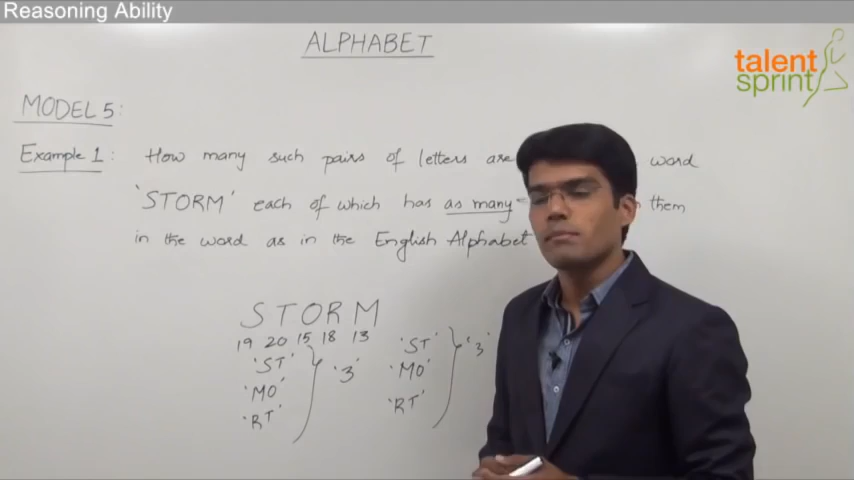 Reasoning Ability
ALPHABET
talent
sprint
MODEL 5:
Example 1: How many such pairs of letters are word
'STORM' each of which has as many them
in the word as in the English Alphabet
STORM
19 20 15 18 13
'ST'
'MO' '3'
'RT'
'ST' '3'
'MO'
'RT'